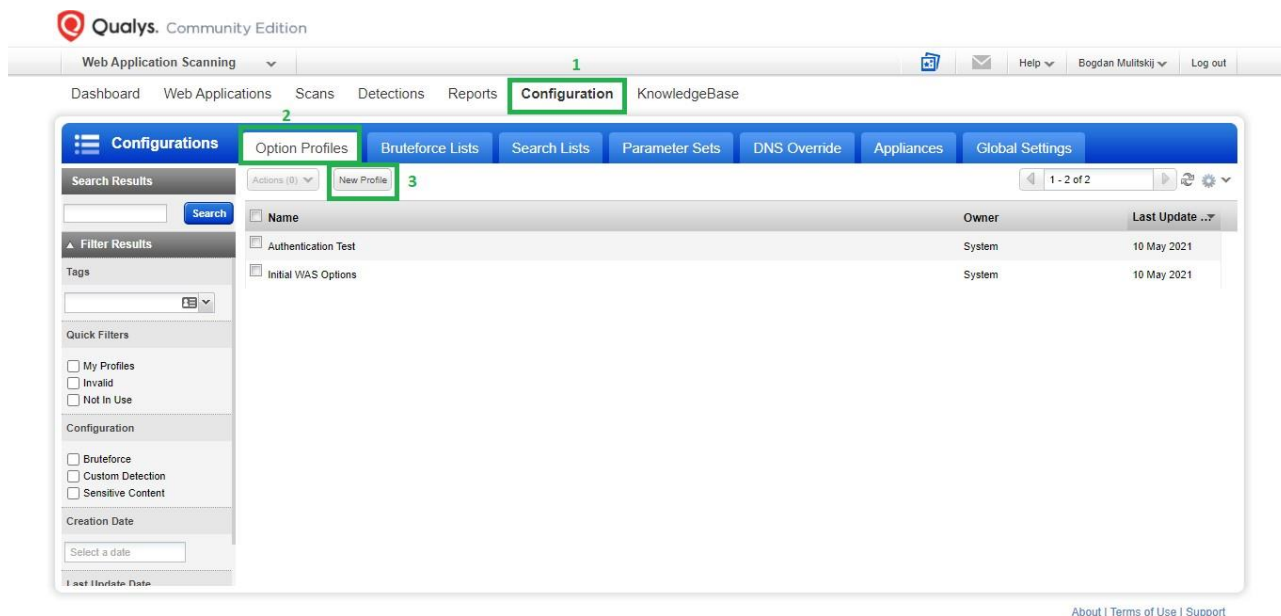 Qualys. Community Edition
Web Application Scanning
1
Help Bogdan Mulitskij Log out
Dashboard Web Applications Scans Detections Reports Configuration KnowledgeBase
2
Configurations Option Profiles Bruteforce Lists Search Lists Parameter Sets DNS Override Appliances Global Settings
Search Results Actions (0) New Profile 3 1 - 2 of 2
Search Name Owner Last Update ...
Filter Results Authentication Test System 10 May 2021
Tags Initial WAS Options System 10 May 2021
Quick Filters
My Profiles
Invalid
Not In Use
Configuration
Bruteforce
Custom Detection
Sensitive Content
Creation Date
Select a date
Last Update Date
About | Terms of Use | Support